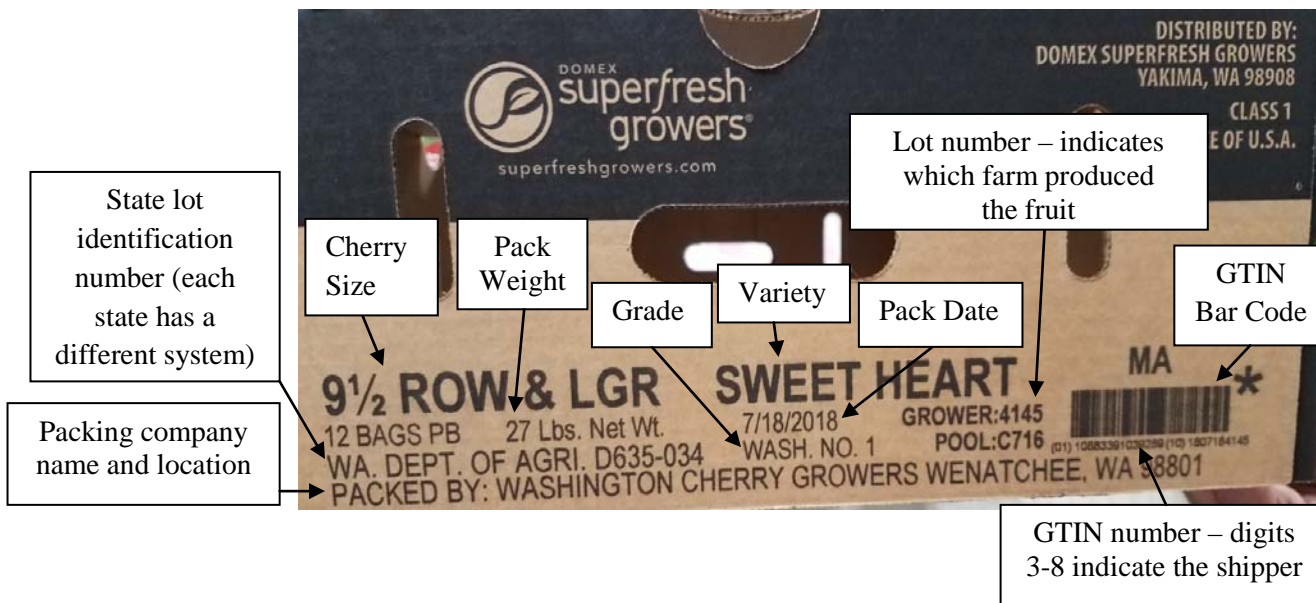 DISTRIBUTED BY:
DOMEX SUPERFRESH GROWERS
YAKIMA, WA 98908
CLASS 1
E OF U.S.A.
DOMEX
superfresh
growers®
superfreshgrowers.com
Lot number – indicates
which farm produced
the fruit
State lot
identification
number (each
state has a
different system)
Cherry
Size
Pack
Weight
Grade
Variety
Pack Date
GTIN
Bar Code
Packing company
name and location
9½ ROW & LGR SWEET HEART MA *
12 BAGS PB 27 Lbs. Net Wt. 7/18/2018 GROWER:4145
WA. DEPT. OF AGRI. D635-034 WASH. NO. 1 POOL:C716
(01) (10) 1807184145
PACKED BY: WASHINGTON CHERRY GROWERS WENATCHEE, WA 98801
GTIN number – digits
3-8 indicate the shipper